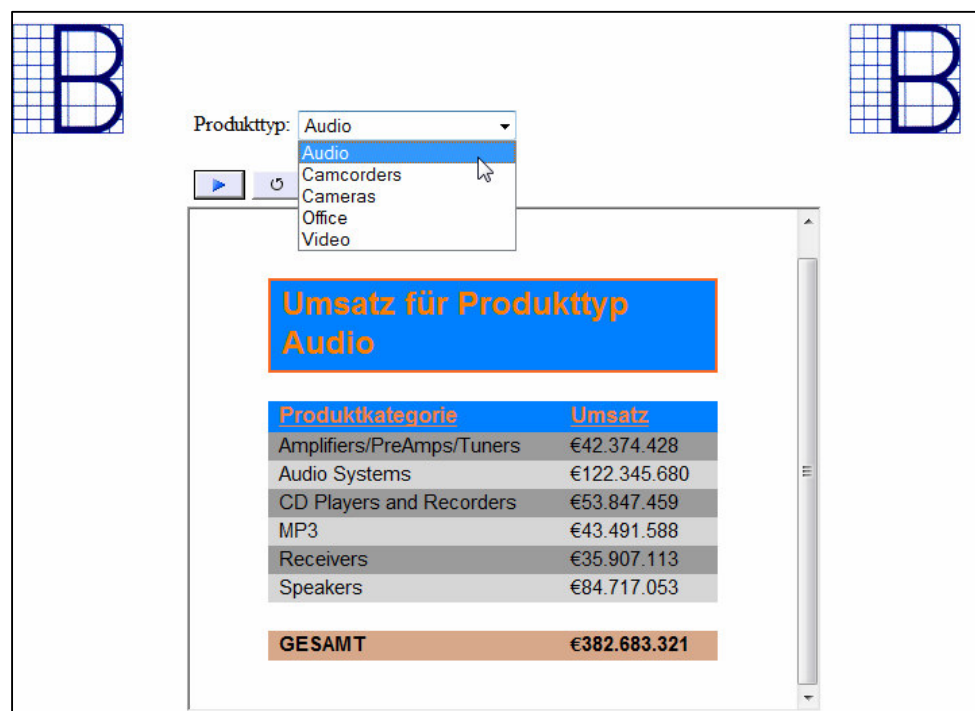 B B
Produkttyp: Audio
Audio
Camcorders
Cameras
Office
Video
Umsatz für Produkttyp
Audio
Produktkategorie Umsatz
Amplifiers/PreAmps/Tuners €42.374.428
Audio Systems €122.345.680
CD Players and Recorders €53.847.459
MP3 €43.491.588
Receivers €35.907.113
Speakers €84.717.053
GESAMT €382.683.321